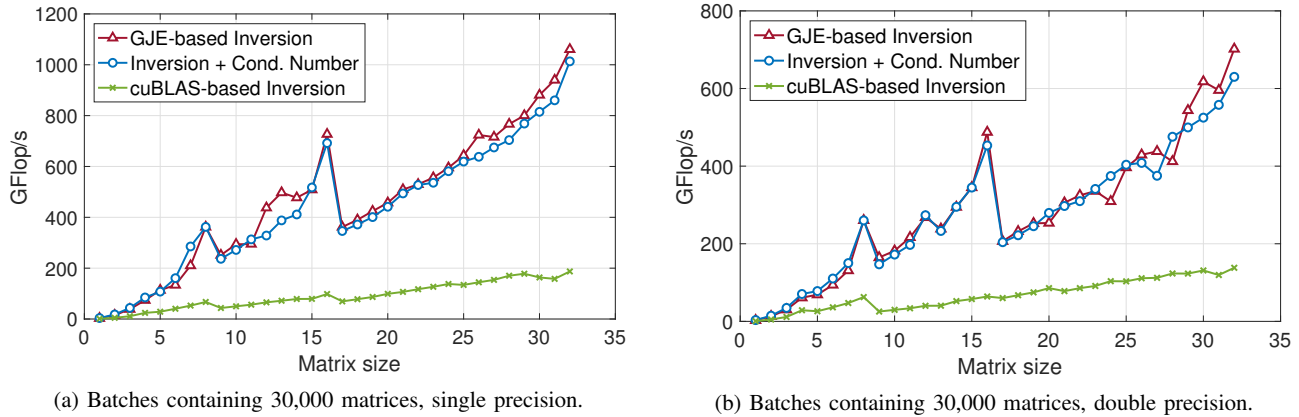 1200
1000
800
600
400
200
0
GFlop/s
GJE-based Inversion
Inversion + Cond. Number
cuBLAS-based Inversion
0 5 10 15 20 25 30 35
Matrix size
(a) Batches containing 30,000 matrices, single precision.
800
600
400
200
0
GFlop/s
GJE-based Inversion
Inversion + Cond. Number
cuBLAS-based Inversion
0 5 10 15 20 25 30 35
Matrix size
(b) Batches containing 30,000 matrices, double precision.